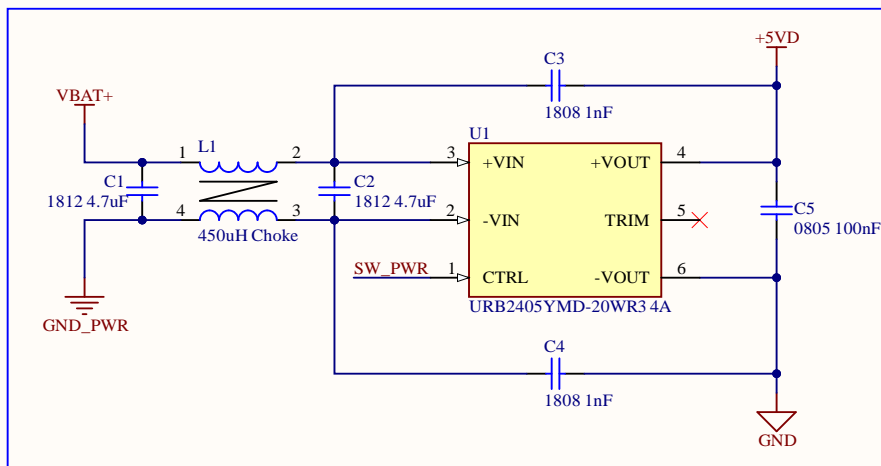 +5VD
C3
1808 1nF
VBAT+
U1
1
L1
2
3
+VIN
+VOUT
4
C1
1812 4.7uF
C2
1812 4.7uF
4
3
450uH Choke
2
-VIN
TRIM
5
C5
0805 100nF
SW_PWR
1
CTRL
-VOUT
6
URB2405YMD-20WR3 4A
GND_PWR
C4
1808 1nF
GND